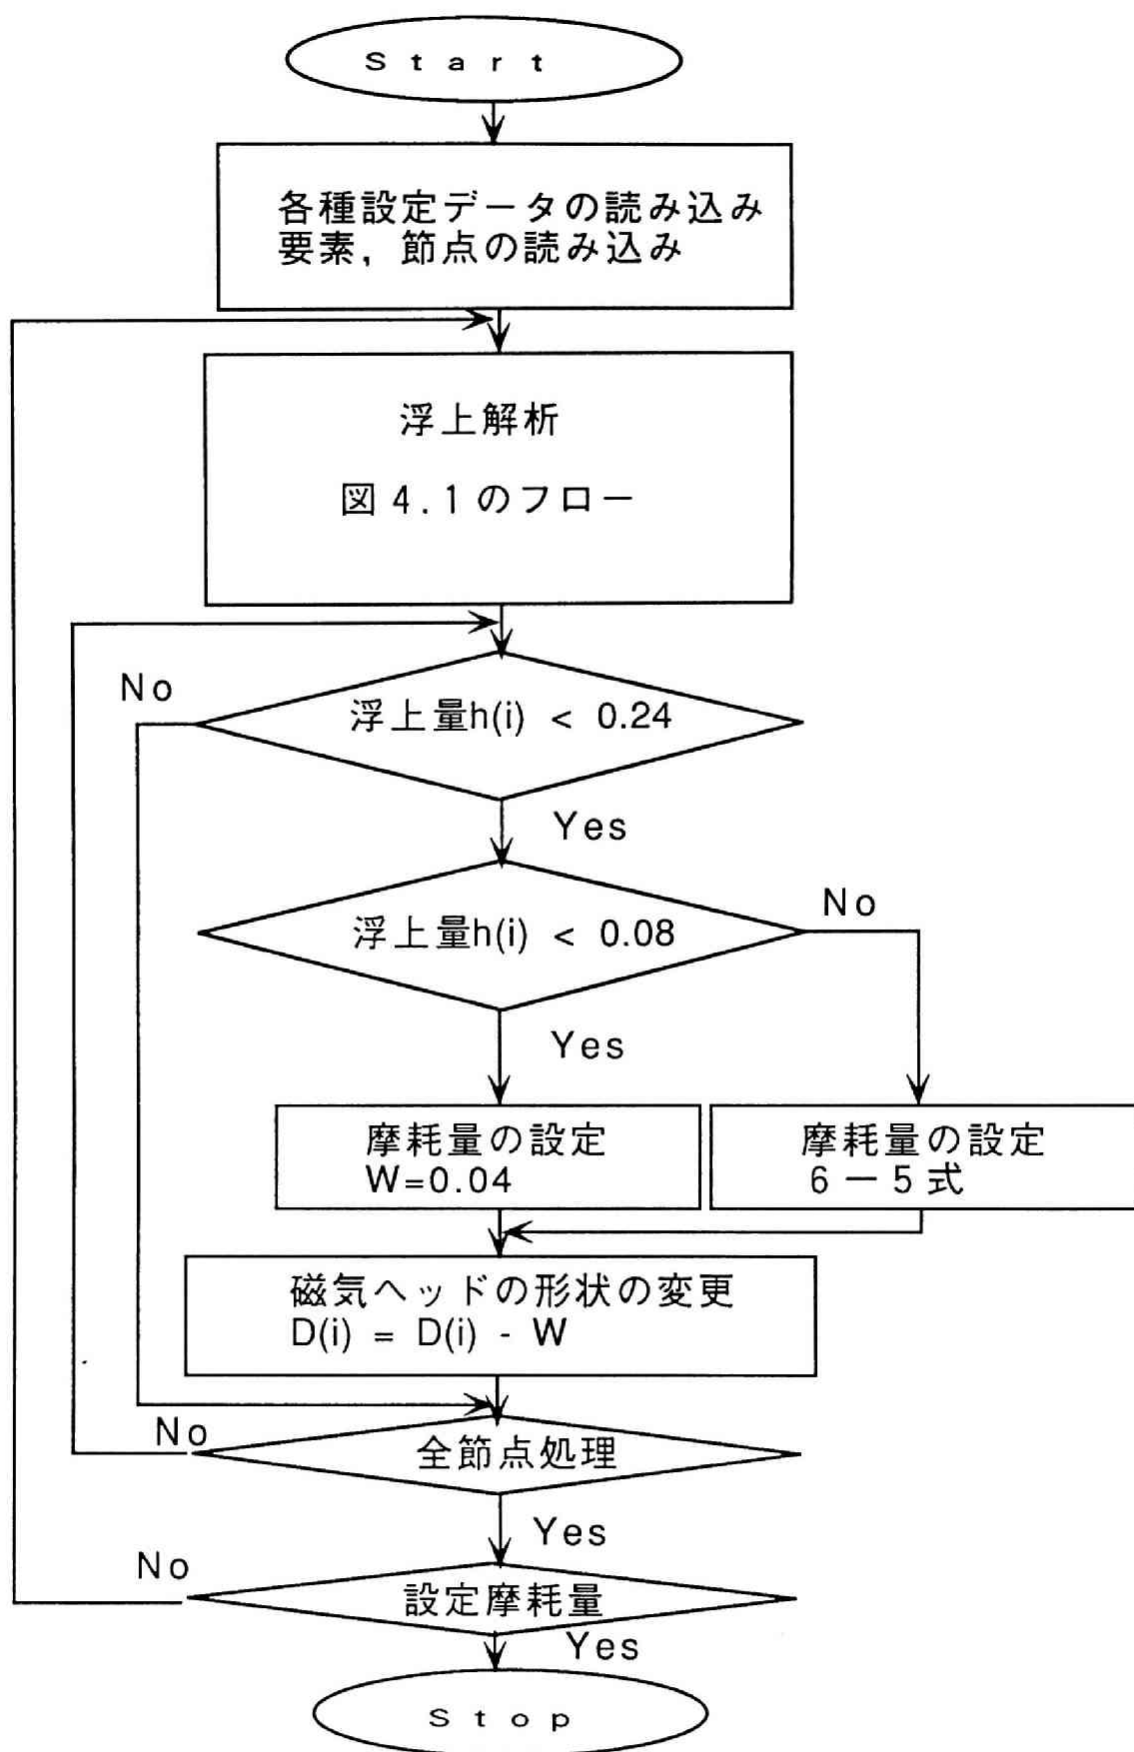 Start
各種設定データの読み込み
要素，節点の読み込み
浮上解析
図4.1のフロー
No
浮上量h(i) < 0.24
Yes
浮上量h(i) < 0.08
No
Yes
摩耗量の設定
W=0.04
摩耗量の設定
6－5式
磁気ヘッドの形状の変更
D(i) = D(i) - W
No
全節点処理
Yes
No
設定摩耗量
Yes
Stop